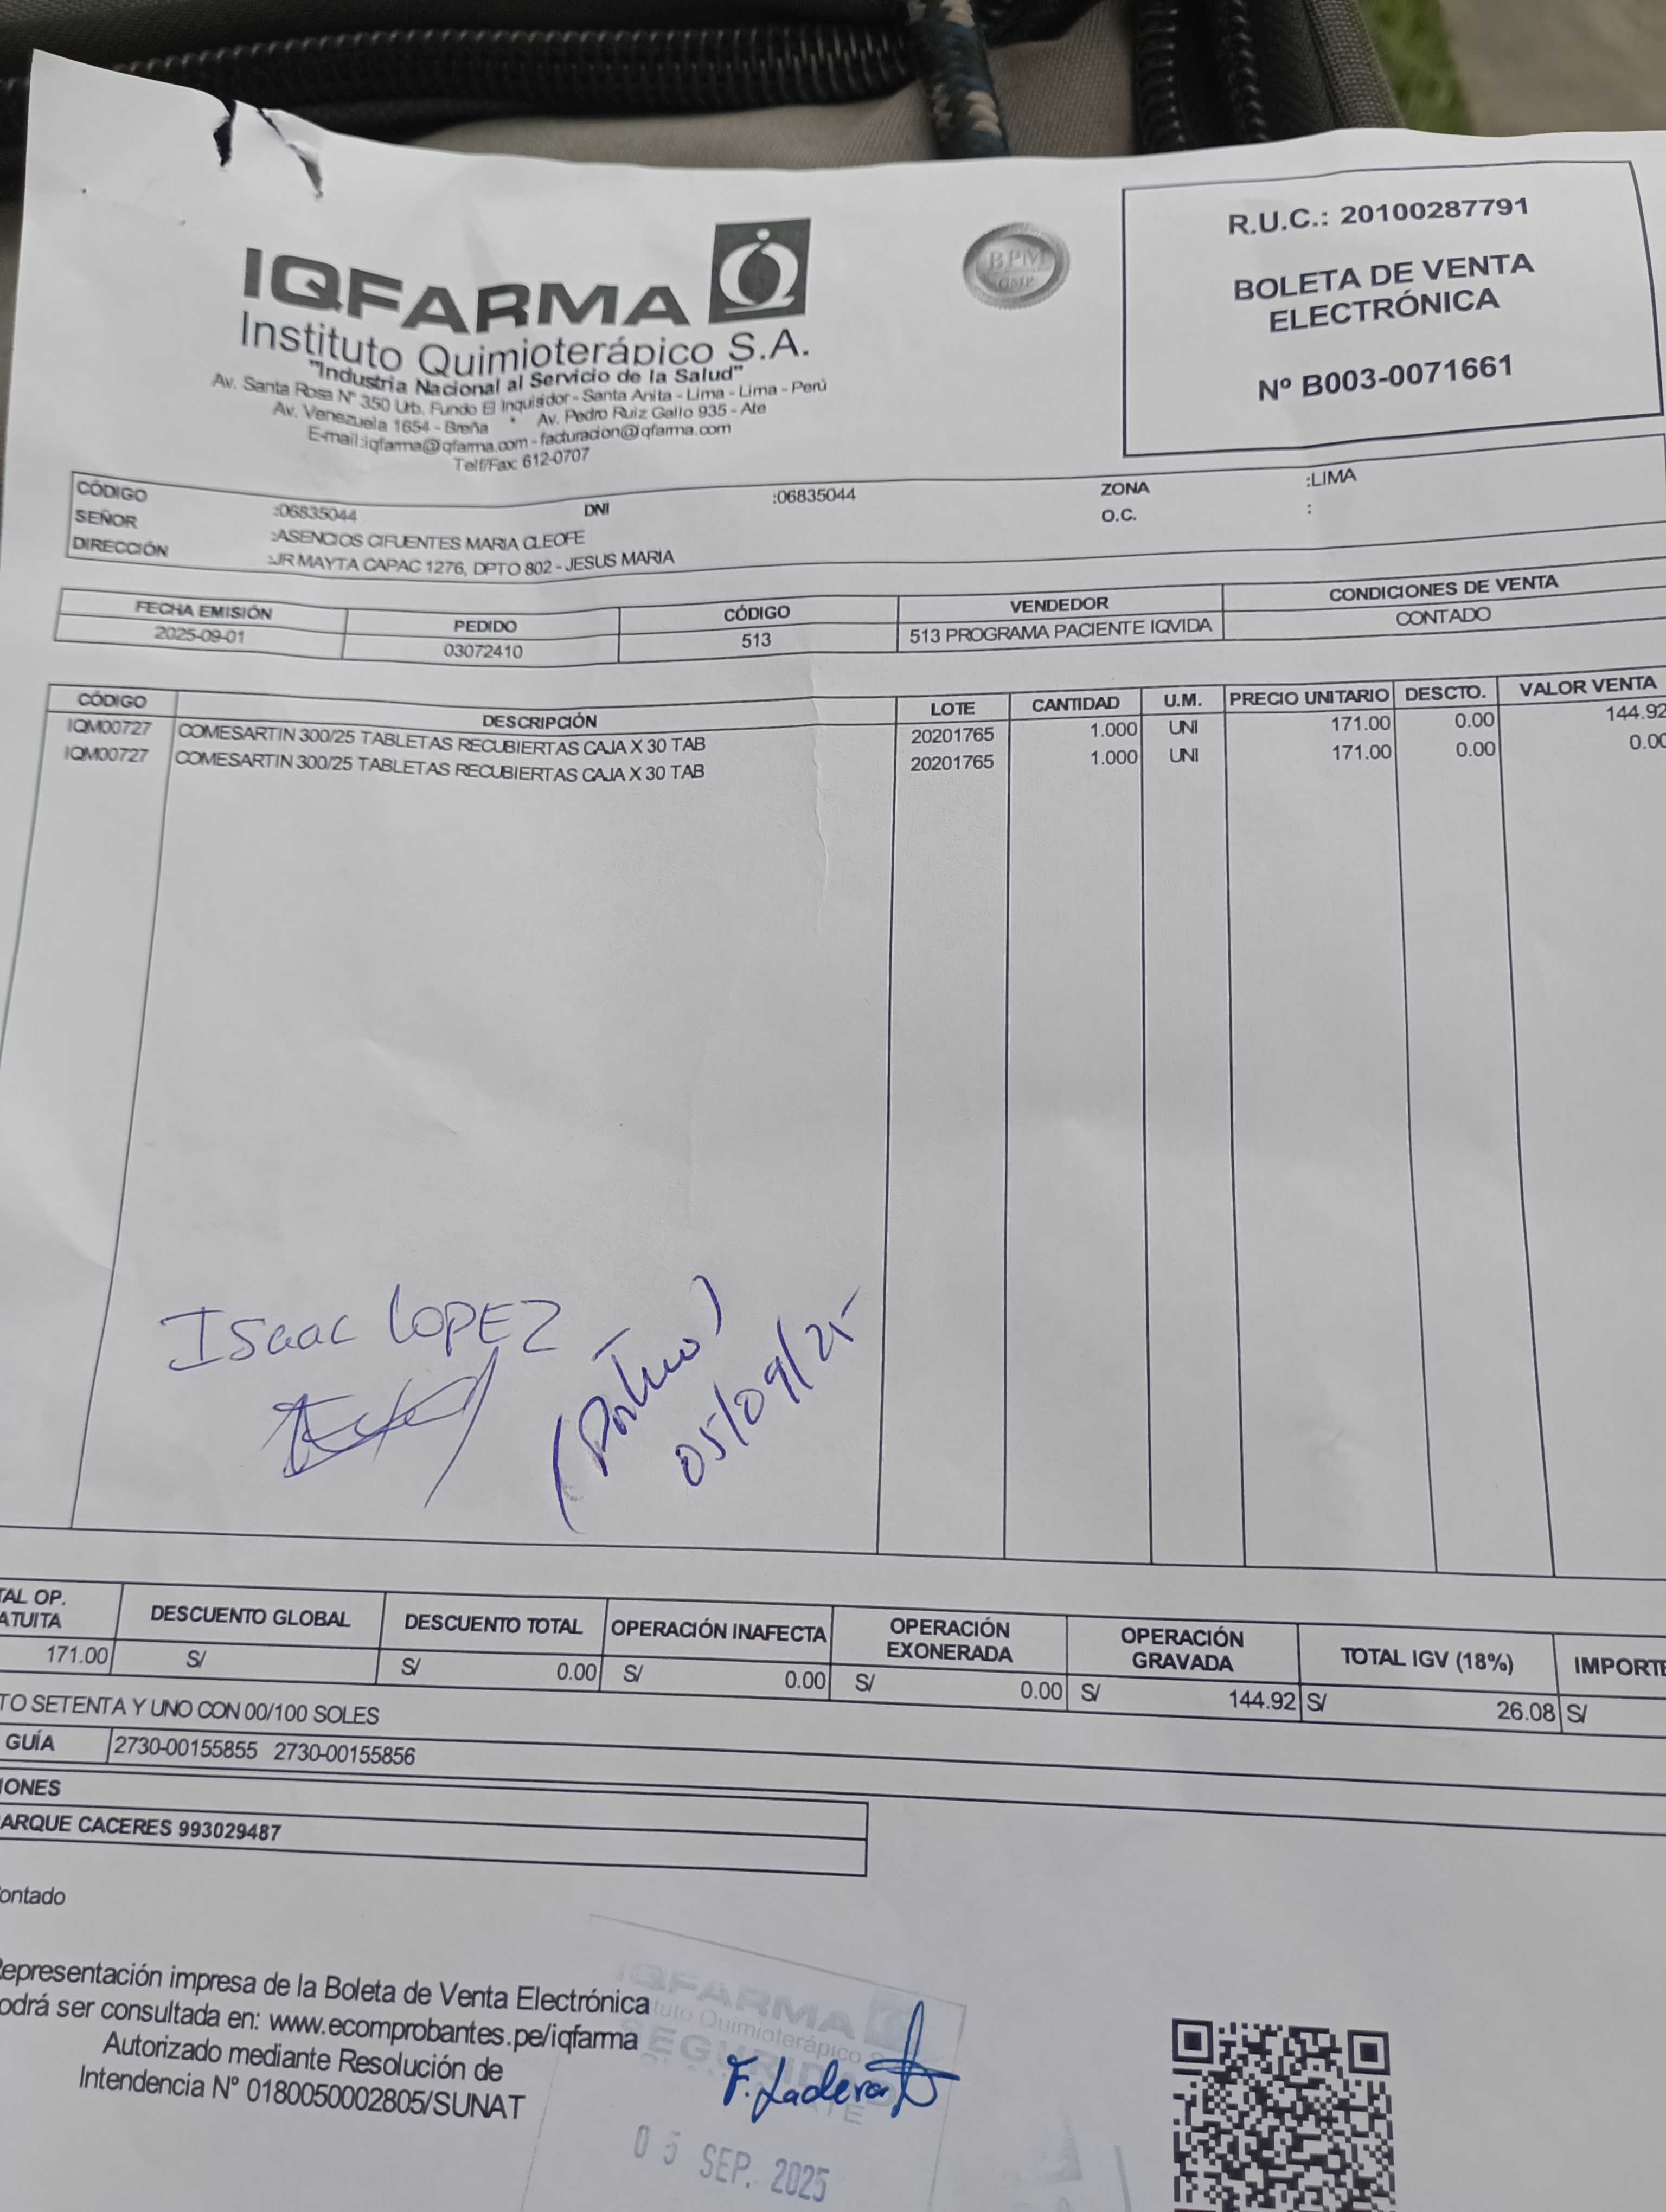 IQFARMA
Instituto Quimioterápico S.A.
"Industria Nacional al Servicio de la Salud"
Av. Santa Rosa N° 350 Urb. Fundo El Inquisidor - Santa Anita - Lima - Lima - Perú
Av. Venezuela 1654 - Breña * Av. Pedro Ruiz Gallo 935 - Ate
E-mail:iqfarma@iqfarma.com - facturacion@iqfarma.com
Telf/Fax: 612-0707
BPM
GMP
R.U.C.: 20100287791
BOLETA DE VENTA
ELECTRÓNICA
Nº B003-0071661
CÓDIGO :06835044 DNI :06835044 ZONA :LIMA
SEÑOR :ASENCIOS CIFUENTES MARIA CLEOFE O.C. :
DIRECCIÓN :JR MAYTA CAPAC 1276, DPTO 802 - JESUS MARIA
FECHA EMISIÓN PEDIDO CÓDIGO VENDEDOR CONDICIONES DE VENTA
2025-09-01 03072410 513 513 PROGRAMA PACIENTE IQVIDA CONTADO
CÓDIGO DESCRIPCIÓN LOTE CANTIDAD U.M. PRECIO UNITARIO DESCTO. VALOR VENTA
IQM00727 COMESARTIN 300/25 TABLETAS RECUBIERTAS CAJA X 30 TAB 20201765 1.000 UNI 171.00 0.00 144.92
IQM00727 COMESARTIN 300/25 TABLETAS RECUBIERTAS CAJA X 30 TAB 20201765 1.000 UNI 171.00 0.00 0.00
Isaac LOPEZ
05/09/25
TAL OP. ATUITA DESCUENTO GLOBAL DESCUENTO TOTAL OPERACIÓN INAFECTA OPERACIÓN EXONERADA OPERACIÓN GRAVADA TOTAL IGV (18%) IMPORTE
171.00 S/ S/ 0.00 S/ 0.00 S/ 0.00 S/ 144.92 S/ 26.08 S/
TO SETENTA Y UNO CON 00/100 SOLES
GUÍA 2730-00155855 2730-00155856
IONES
ARQUE CACERES 993029487
ontado
epresentación impresa de la Boleta de Venta Electrónica
odrá ser consultada en: www.ecomprobantes.pe/iqfarma
Autorizado mediante Resolución de
Intendencia N° 0180050002805/SUNAT
IQFARMA
tuto Quimioterápico S
F. Ladera
05 SEP. 2025